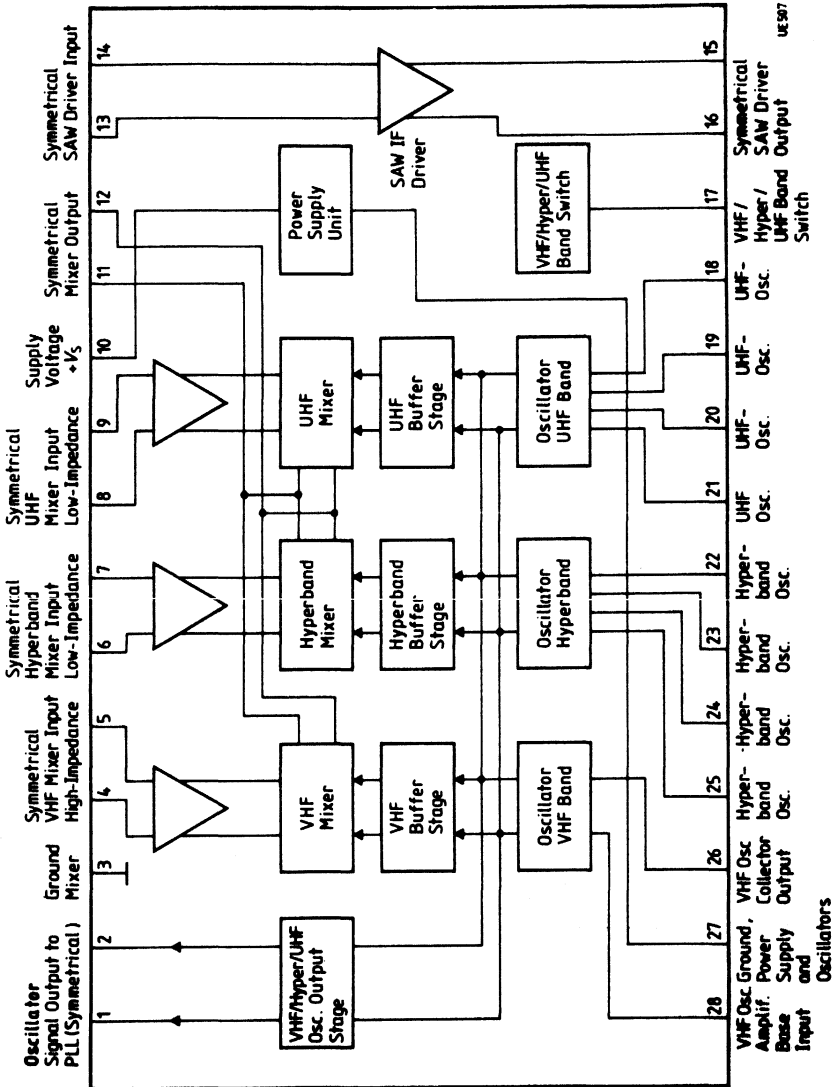 Oscillator
Signal Output to
PLL (Symmetrical)
1
2
Ground
Mixer
3
Symmetrical
VHF Mixer Input
High-Impedance
4
5
Symmetrical
Hyperband
Mixer Input
Low-Impedance
6
7
Symmetrical
UHF
Mixer Input
Low-Impedance
8
9
Supply
Voltage
+Vs
10
Symmetrical
Mixer Output
11
12
Symmetrical
SAW Driver Input
13
14
VHF/Hyper/UHF
Osc. Output
Stage
VHF
Mixer
Hyperband
Mixer
UHF
Mixer
Power
Supply
Unit
SAW IF
Driver
VHF
Buffer
Stage
Hyperband
Buffer
Stage
UHF
Buffer
Stage
Oscillator
VHF Band
Oscillator
Hyperband
Oscillator
UHF Band
VHF/Hyper/UHF
Band Switch
28
VHF Osc.
Amplif.
Base
Input
27
Ground,
Power
Supply
and
Oscillators
26
VHF Osc
Collector
Output
25
Hyper-
band
Osc.
24
-Hyper-
band
Osc.
23
Hyper-
band
Osc.
22
Hyper-
band
Osc.
21
UHF
Osc.
20
UHF-
Osc.
19
UHF-
Osc.
18
UHF-
Osc.
17
VHF/
Hyper/
UHF Band
Switch
16
15
Symmetrical
SAW Driver
Output
UES07